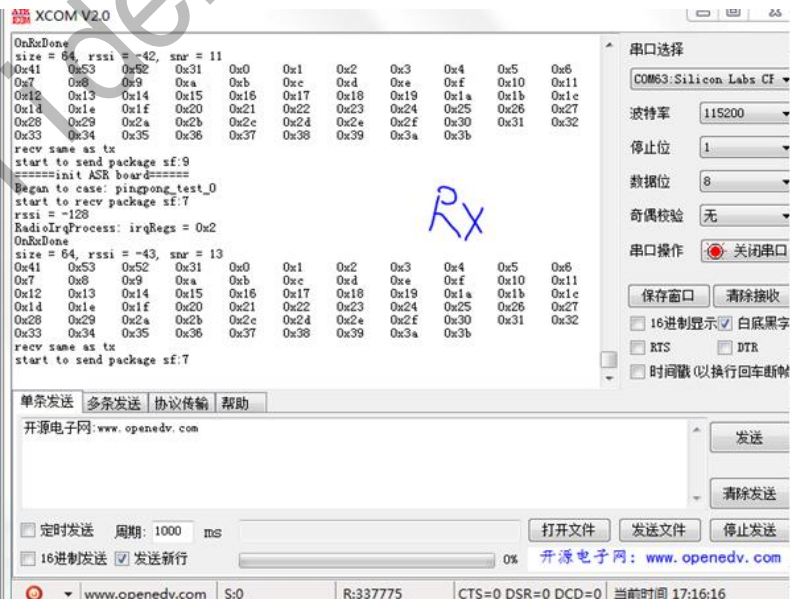 XCOM V2.0
OnRxDone
size = 64, rssi = -42, snr = 11
0x41 0x53 0x52 0x31 0x0 0x1 0x2 0x3 0x4 0x5 0x6
0x7 0x8 0x9 0xa 0xb 0xc 0xd 0xe 0xf 0x10 0x11
0x12 0x13 0x14 0x15 0x16 0x17 0x18 0x19 0x1a 0x1b 0x1c
0x1d 0x1e 0x1f 0x20 0x21 0x22 0x23 0x24 0x25 0x26 0x27
0x28 0x29 0x2a 0x2b 0x2c 0x2d 0x2e 0x2f 0x30 0x31 0x32
0x33 0x34 0x35 0x36 0x37 0x38 0x39 0x3a 0x3b
recv same as tx
start to send package sf:9
======init ASR board======
Began to case: pingpong_test_0
start to recv package sf:7
rssi = -128
RadioIrqProcess: irqRegs = 0x2
OnRxDone
size = 64, rssi = -43, snr = 13
0x41 0x53 0x52 0x31 0x0 0x1 0x2 0x3 0x4 0x5 0x6
0x7 0x8 0x9 0xa 0xb 0xc 0xd 0xe 0xf 0x10 0x11
0x12 0x13 0x14 0x15 0x16 0x17 0x18 0x19 0x1a 0x1b 0x1c
0x1d 0x1e 0x1f 0x20 0x21 0x22 0x23 0x24 0x25 0x26 0x27
0x28 0x29 0x2a 0x2b 0x2c 0x2d 0x2e 0x2f 0x30 0x31 0x32
0x33 0x34 0x35 0x36 0x37 0x38 0x39 0x3a 0x3b
recv same as tx
start to send package sf:7
Rx
串口选择
COM63:Silicon Labs CF
波特率 115200
停止位 1
数据位 8
奇偶校验 无
串口操作 关闭串口
保存窗口 清除接收
16进制显示 白底黑字
RTS DTR
时间戳(以换行回车断帧
单条发送 多条发送 协议传输 帮助
开源电子网:www.openedv.com
发送
清除发送
定时发送 周期: 1000 ms 打开文件 发送文件 停止发送
16进制发送 发送新行 0% 开源电子网: www.openedv.com
www.openedv.com S:0 R:337775 CTS=0 DSR=0 DCD=0 当前时间 17:16:16